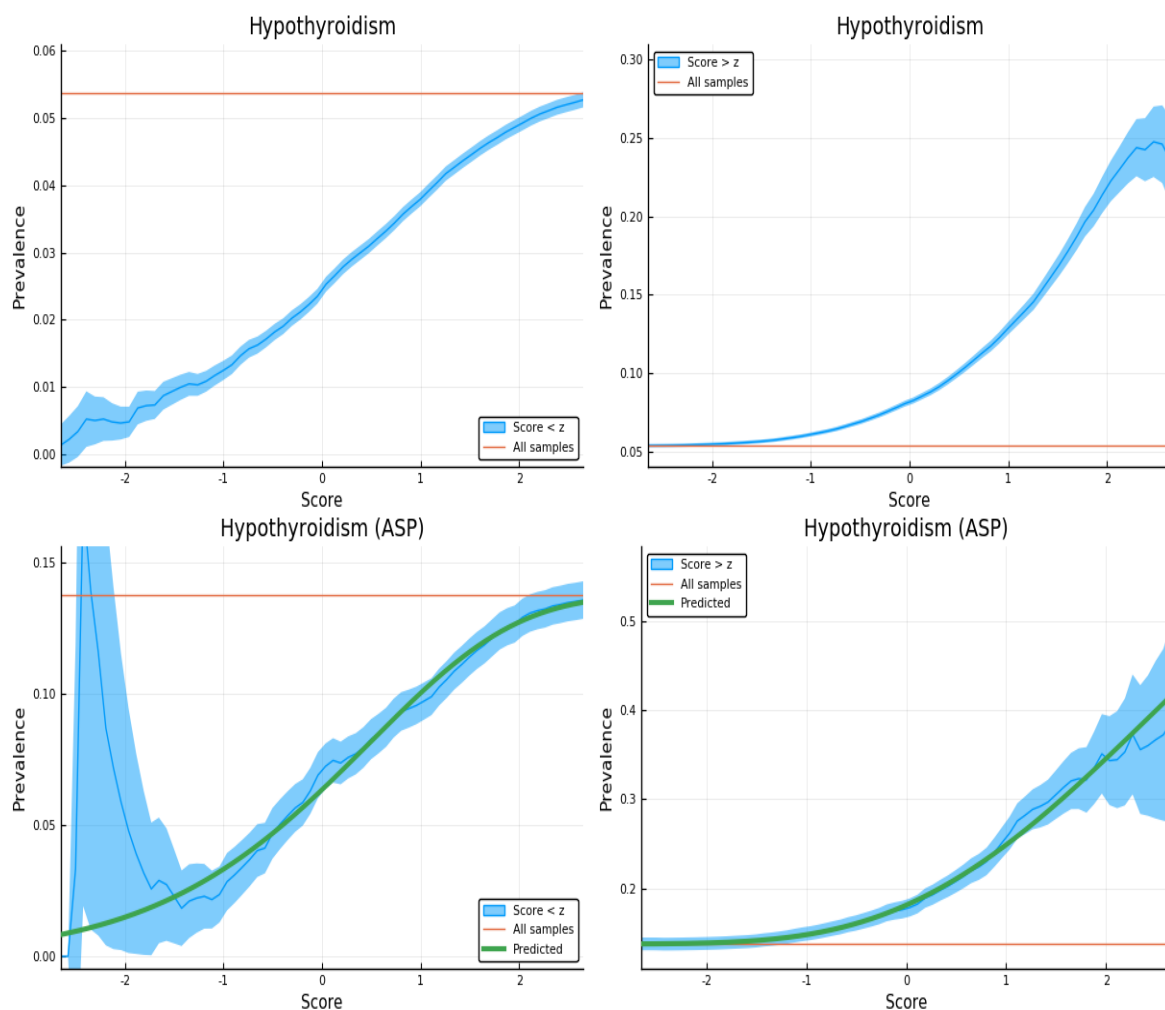 Hypothyroidism
0.06
0.05
0.04
0.03
0.02
0.01
0.00
Prevalence
Score < z
All samples
-2
-1
0
1
2
Score
Hypothyroidism
0.30
0.25
0.20
0.15
0.10
0.05
Prevalence
Score > z
All samples
-2
-1
0
1
2
Score
Hypothyroidism (ASP)
0.15
0.10
0.05
0.00
Prevalence
Score < z
All samples
Predicted
-2
-1
0
1
2
Score
Hypothyroidism (ASP)
0.5
0.4
0.3
0.2
Prevalence
Score > z
All samples
Predicted
-2
-1
0
1
2
Score